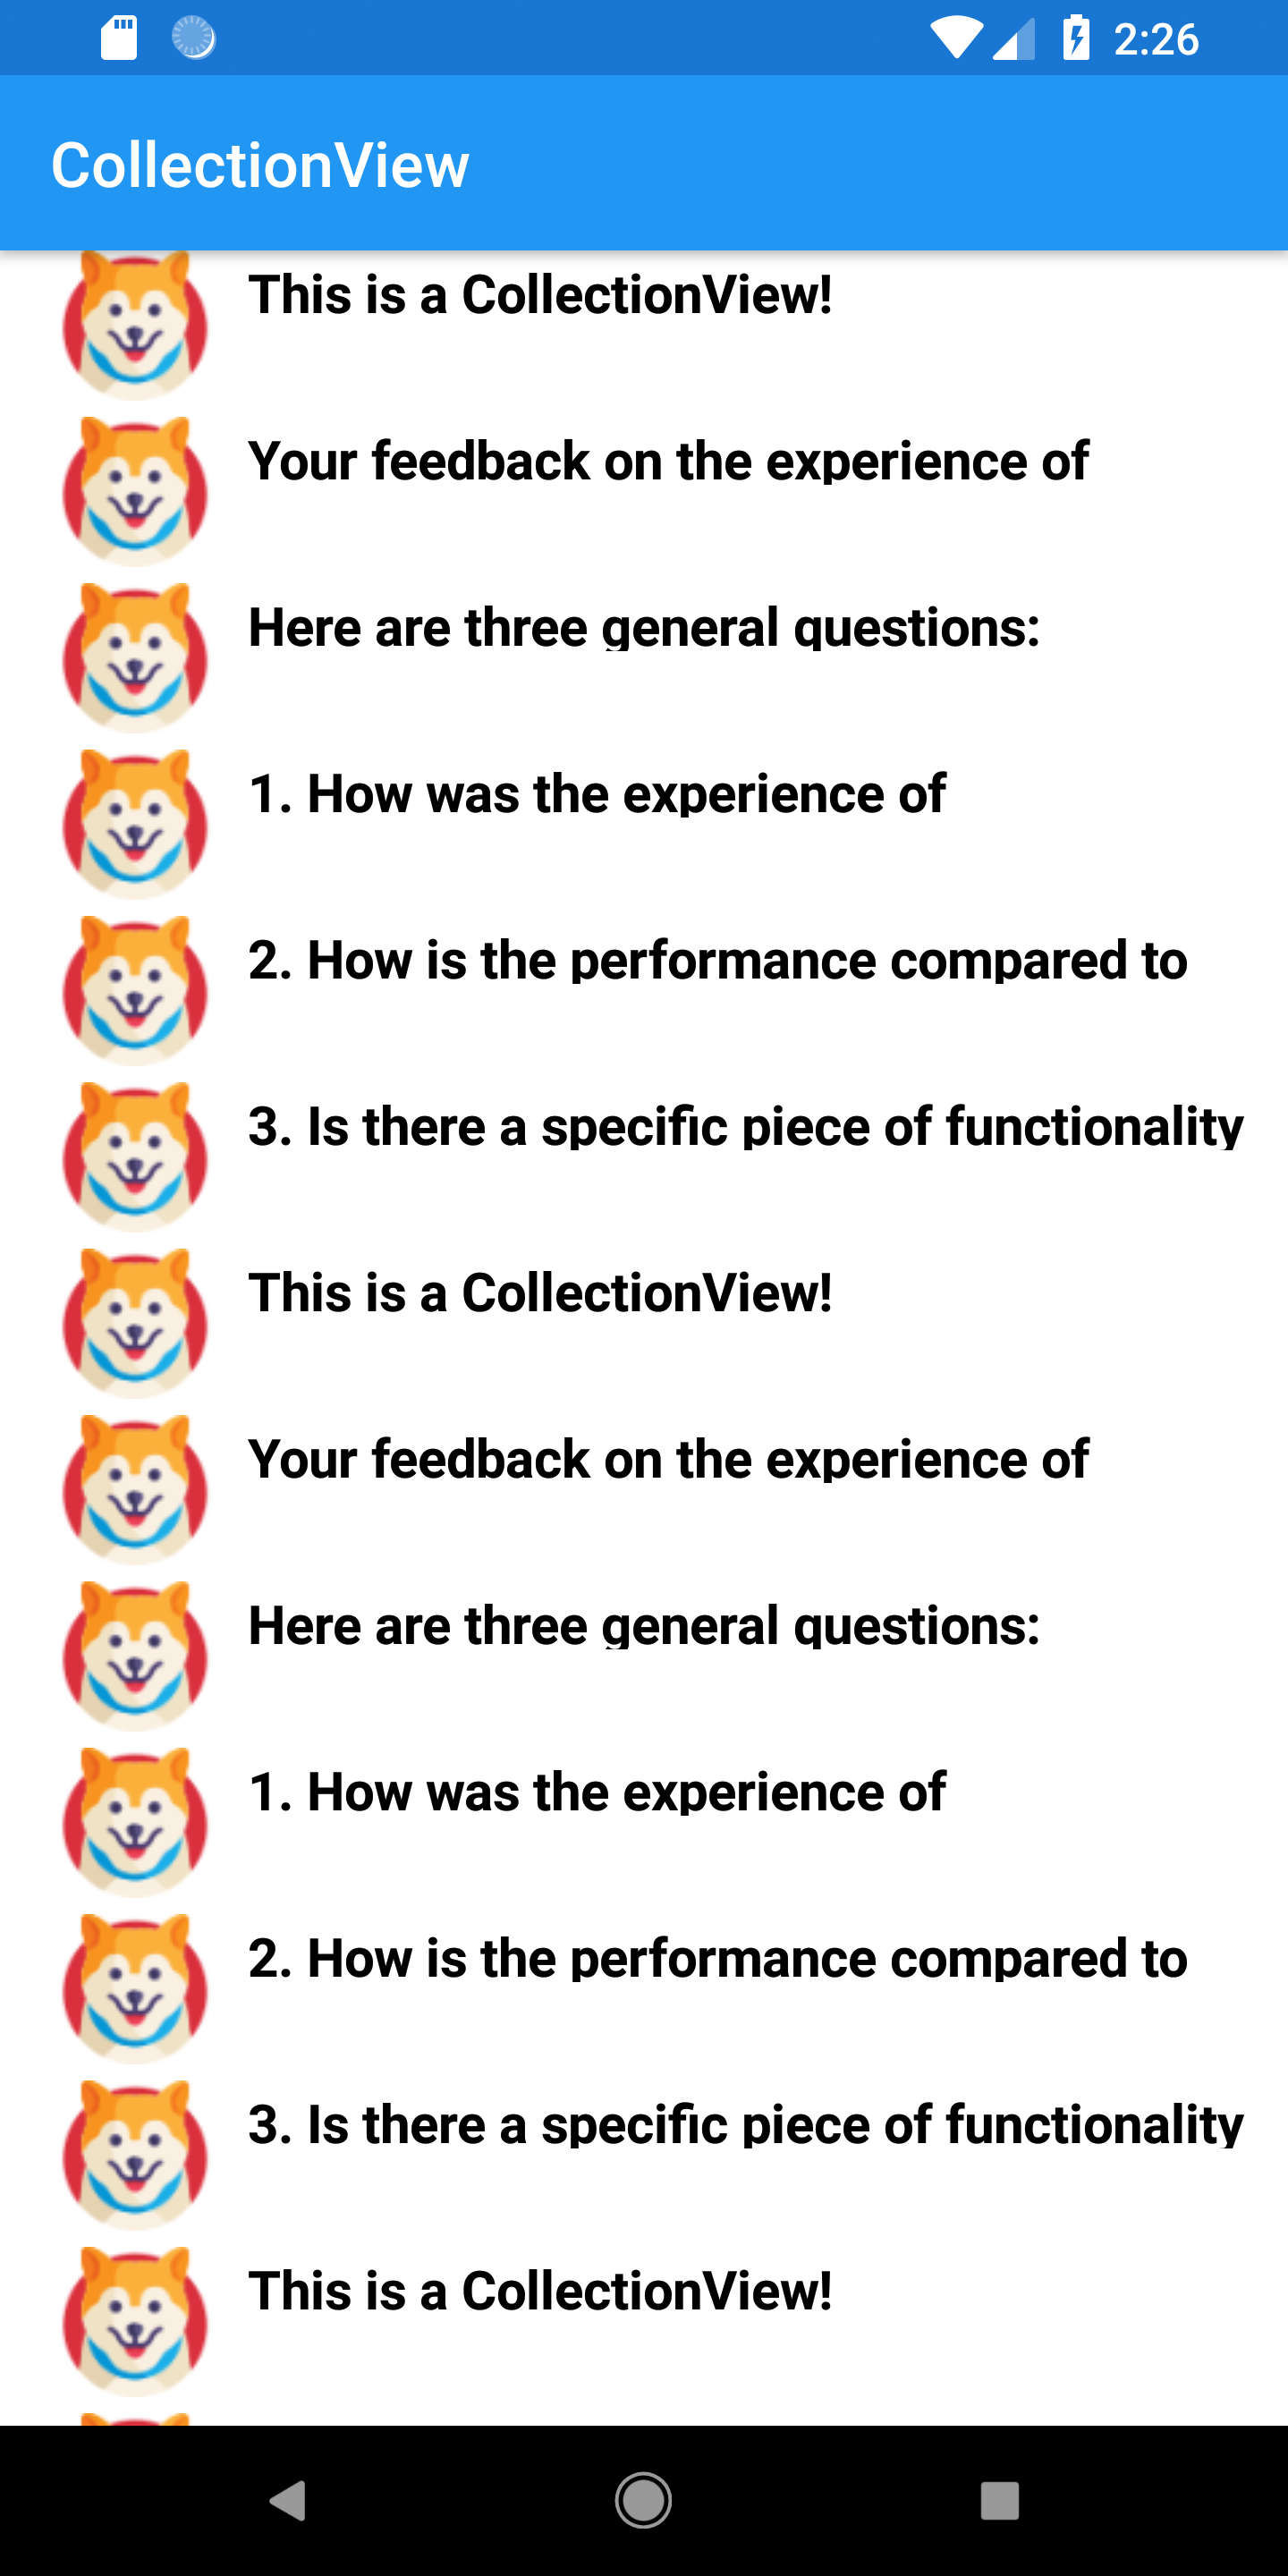 2:26
CollectionView
This is a CollectionView!
Your feedback on the experience of
Here are three general questions:
1. How was the experience of
2. How is the performance compared to
3. Is there a specific piece of functionality
This is a CollectionView!
Your feedback on the experience of
Here are three general questions:
1. How was the experience of
2. How is the performance compared to
3. Is there a specific piece of functionality
This is a CollectionView!